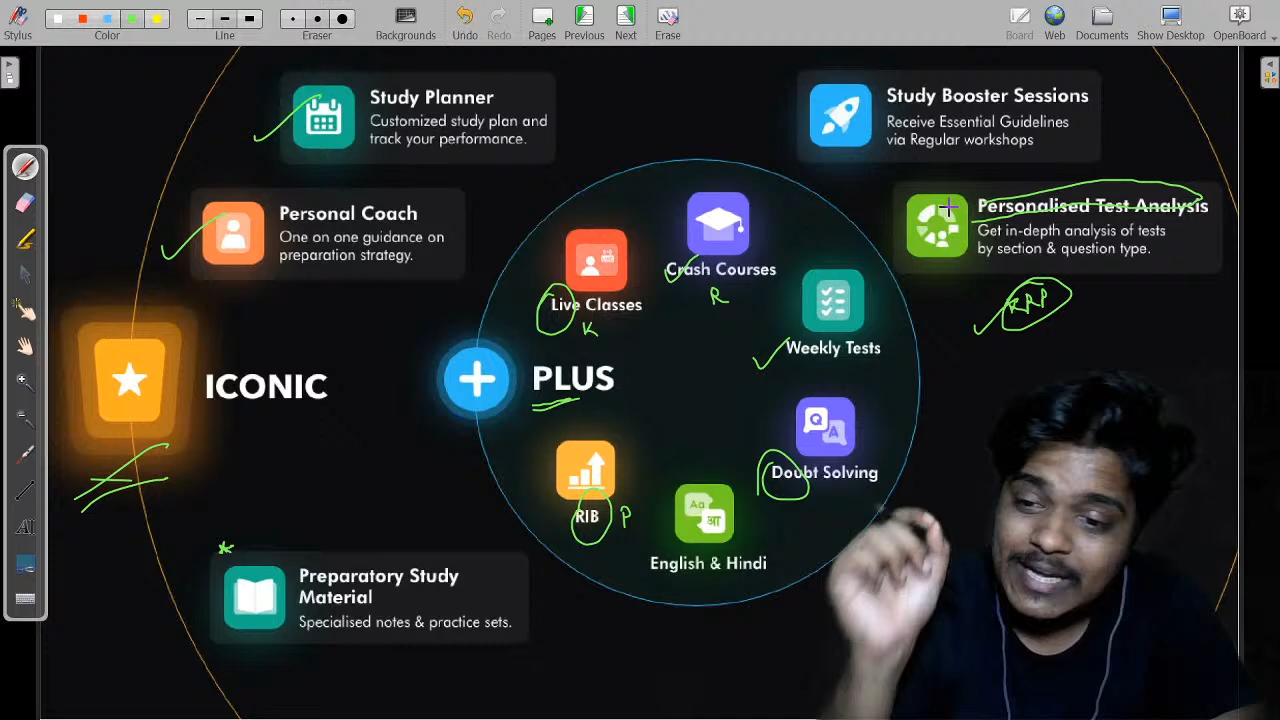 Stylus
Color
Line
Eraser
Backgrounds
Undo
Redo
Pages
Previous
Next
Erase
Board
Web
Documents
Show Desktop
OpenBoard
Study Planner
Customized study plan and
track your performance.
Study Booster Sessions
Receive Essential Guidelines
via Regular workshops
Personal Coach
One on one guidance on
preparation strategy.
Personalised Test Analysis
Get in-depth analysis of tests
by section & question type.
Live Classes
K
Crash Courses
R
Weekly Tests
ICONIC
PLUS
Doubt Solving
RIB
P
English & Hindi
Preparatory Study
Material
Specialised notes & practice sets.
Q
A
Aa
आ